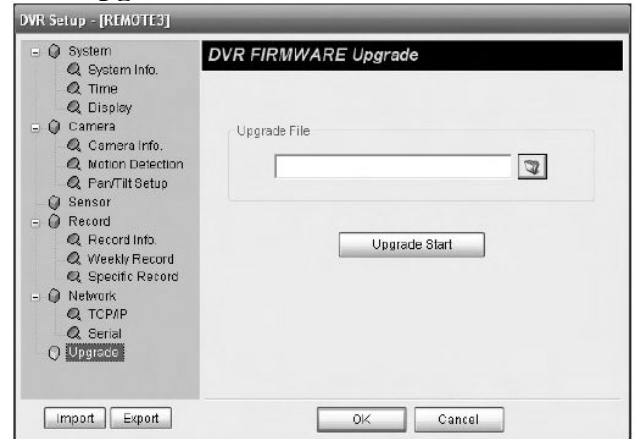 DVR Setup - [REMOTE3]
System
System Info.
Time
Display
Camera
Camera Info.
Motion Detection
Pan/Tilt Setup
Sensor
Record
Record Info.
Weekly Record
Specific Record
Network
TCP/IP
Serial
Upgrade
Import Export
DVR FIRMWARE Upgrade
Upgrade File
Upgrade Start
OK Cancel